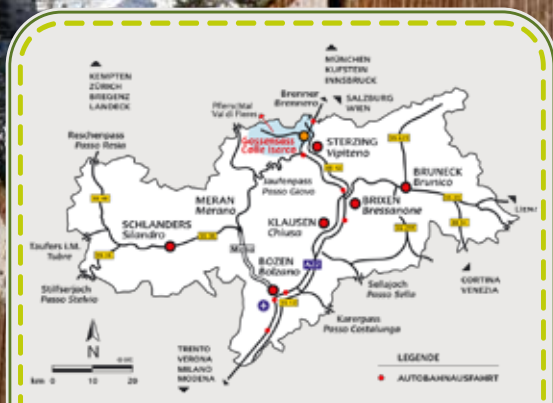 MÜNCHEN
KUFSTEIN
INNSBRUCK
KEMPTEN
ZÜRICH
BREGENZ
LANDECK
Brenner
Brennero
SALZBURG
WIEN
Pflerschtal
Val di Fleres
Gossensass
Colle Isarco
STERZING
Vipiteno
Reschenpass
Passo Resia
Jaufenpass
Passo Giovo
BRUNECK
Brunico
MERAN
Merano
BRIXEN
Bressanone
LIENZ
SCHLANDERS
Silandro
KLAUSEN
Chiusa
Taufers i.M.
Tubre
BOZEN
Bolzano
A22
Stilfserjoch
Passo Stelvio
Sellajoch
Passo Sella
CORTINA
VENEZIA
Karerpass
Passo Costalunga
N
km 0 10 20
TRENTO
VERONA
MILANO
MODENA
LEGENDE
AUTOBAHNAUSFAHRT